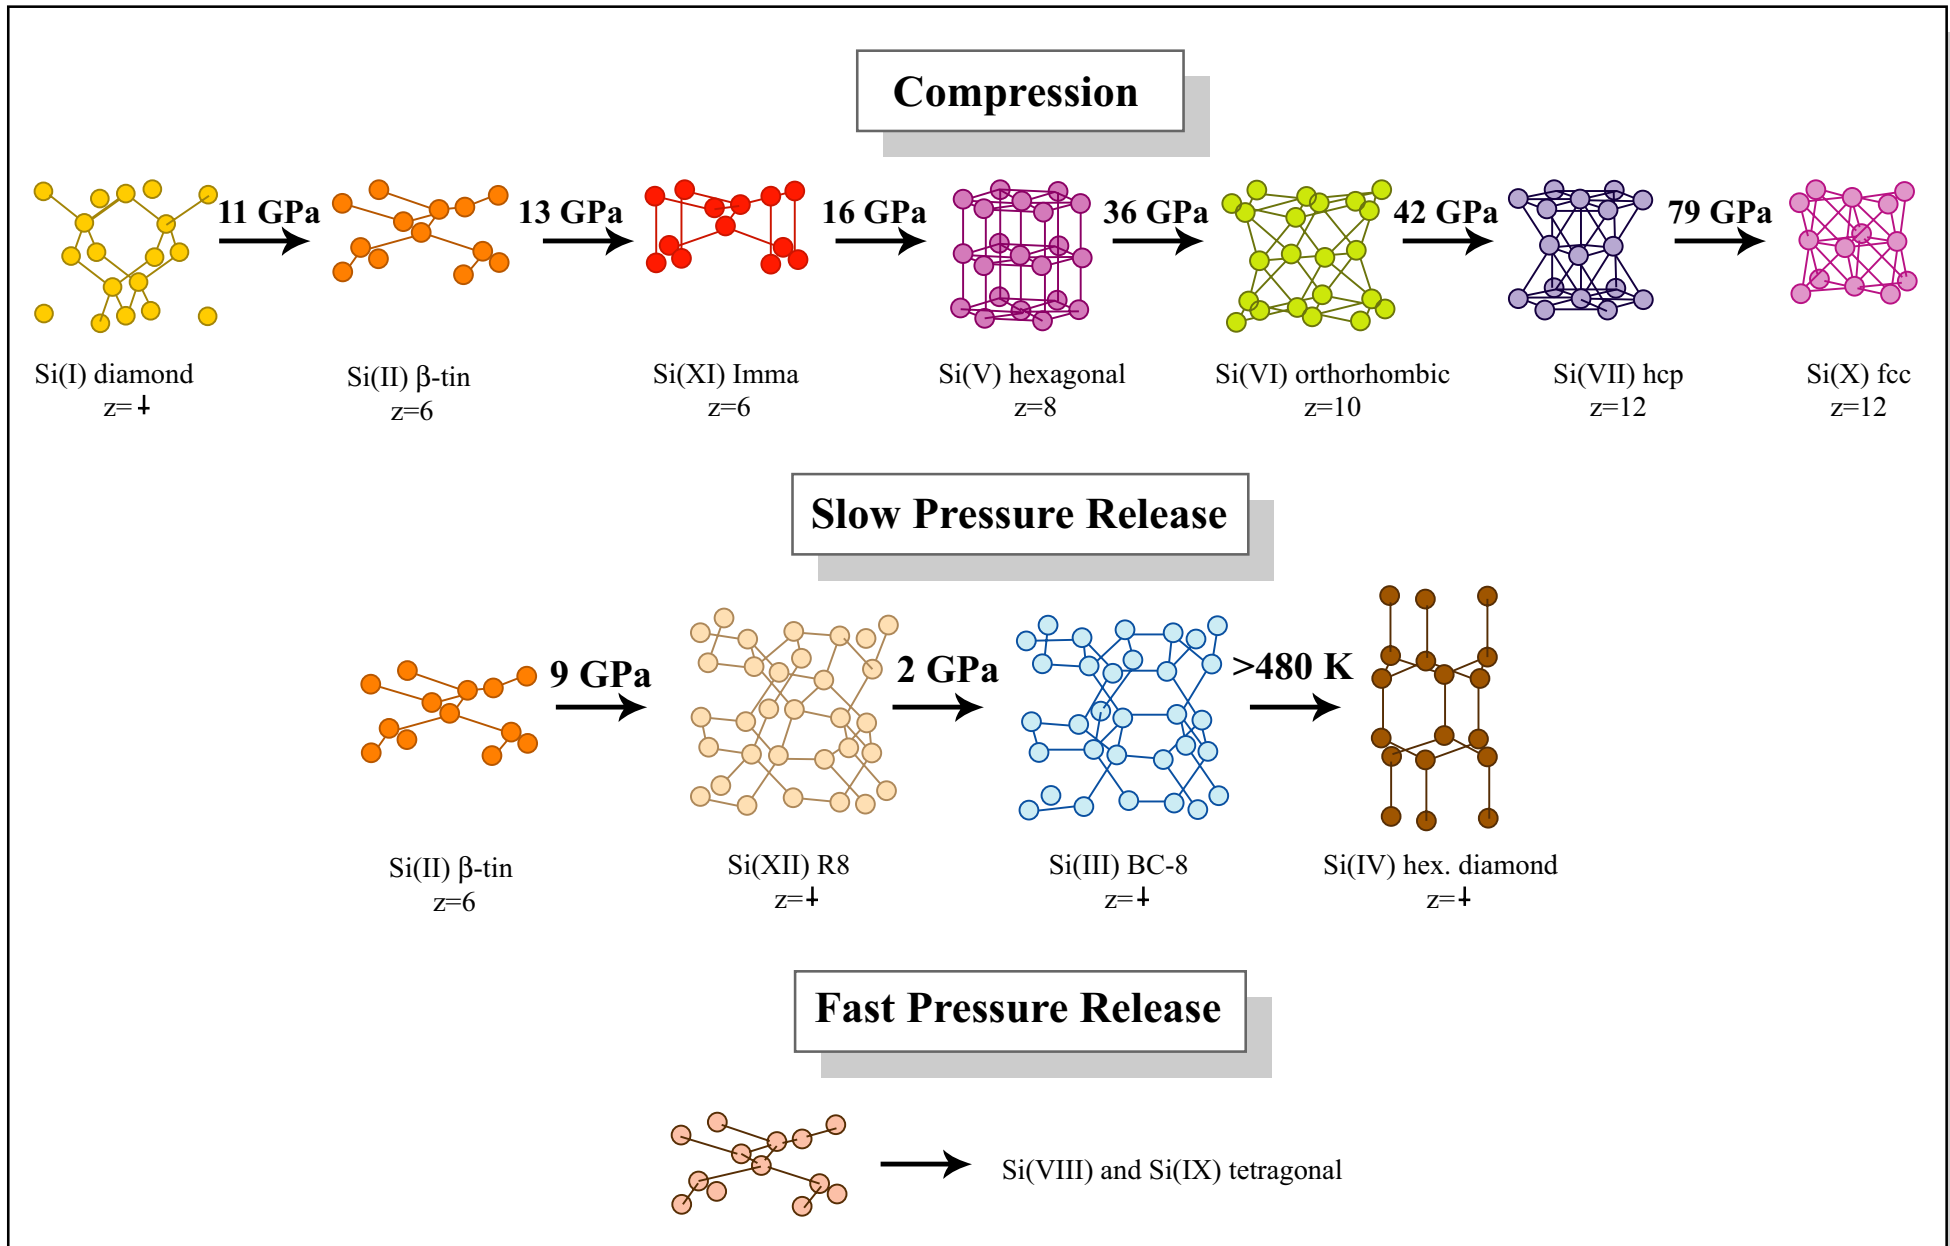 Compression
11 GPa
13 GPa
16 GPa
36 GPa
42 GPa
79 GPa
Si(I) diamond
z=4
Si(II) β-tin
z=6
Si(XI) Imma
z=6
Si(V) hexagonal
z=8
Si(VI) orthorhombic
z=10
Si(VII) hcp
z=12
Si(X) fcc
z=12
Slow Pressure Release
9 GPa
2 GPa
>480 K
Si(II) β-tin
z=6
Si(XII) R8
z=4
Si(III) BC-8
z=4
Si(IV) hex. diamond
z=4
Fast Pressure Release
Si(VIII) and Si(IX) tetragonal